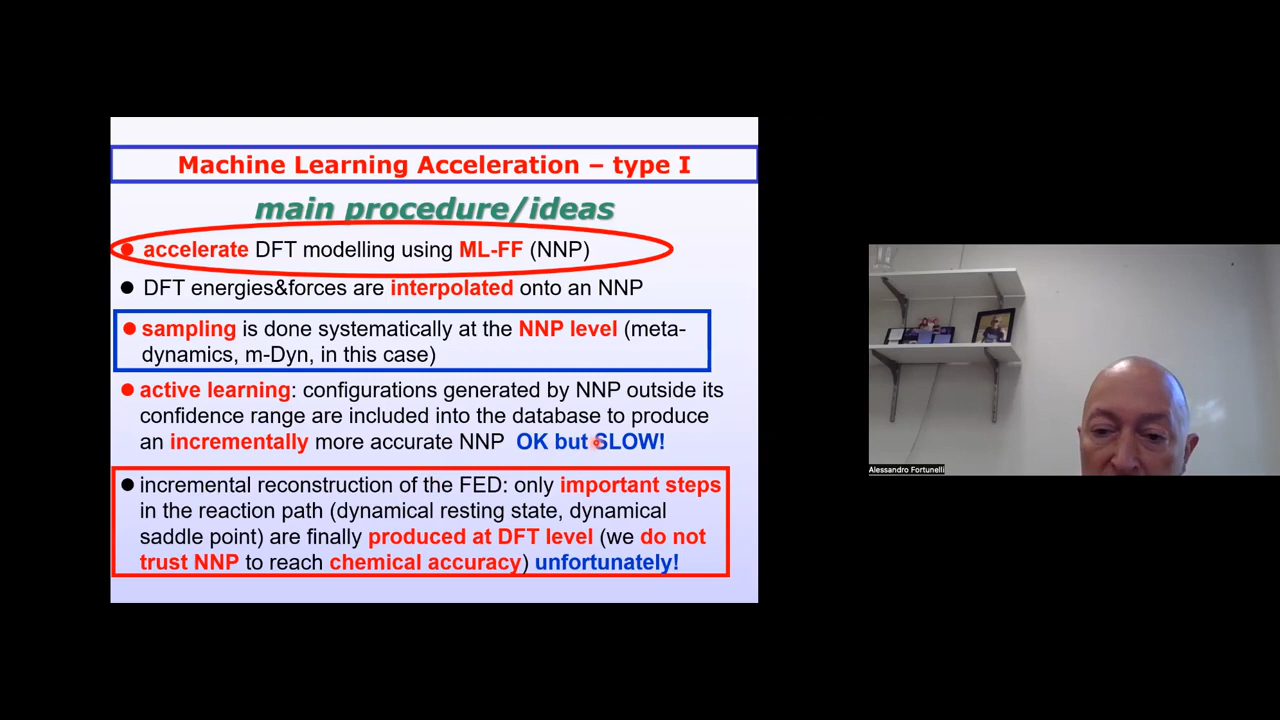 Machine Learning Acceleration – type I
main procedure/ideas
● accelerate DFT modelling using ML-FF (NNP)
● DFT energies&forces are interpolated onto an NNP
● sampling is done systematically at the NNP level (meta-
dynamics, m-Dyn, in this case)
● active learning: configurations generated by NNP outside its
confidence range are included into the database to produce
an incrementally more accurate NNP OK but SLOW!
● incremental reconstruction of the FED: only important steps
in the reaction path (dynamical resting state, dynamical
saddle point) are finally produced at DFT level (we do not
trust NNP to reach chemical accuracy) unfortunately!
Alessandro Fortunelli